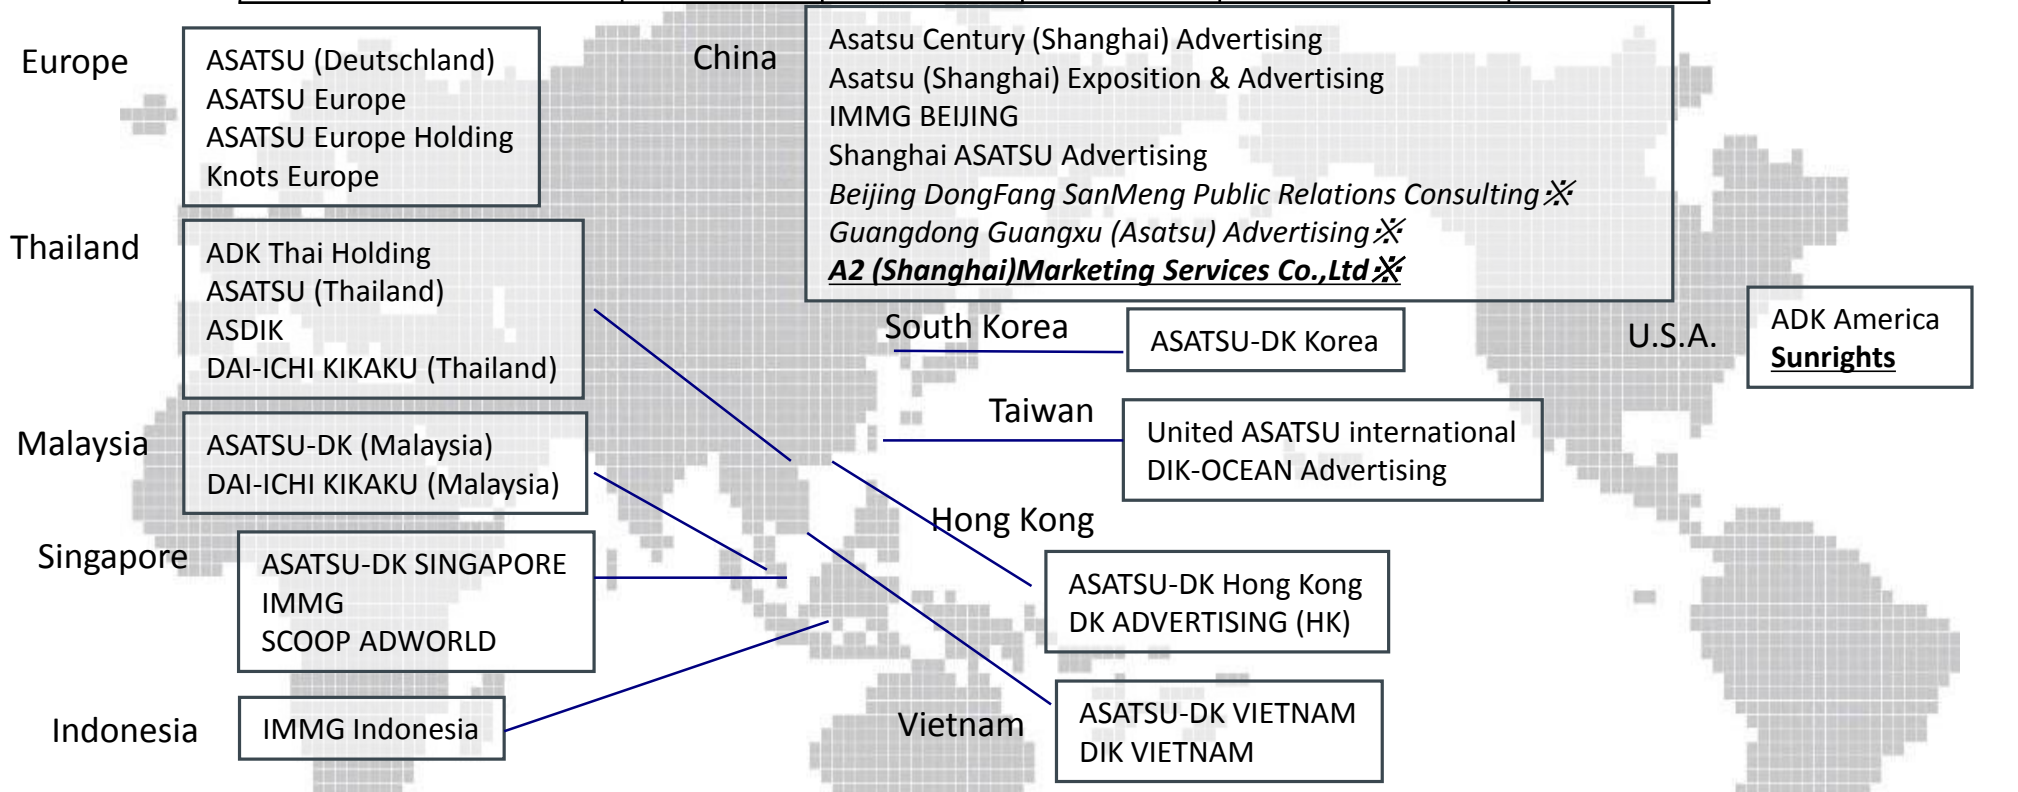 Europe
ASATSU (Deutschland)
ASATSU Europe
ASATSU Europe Holding
Knots Europe
China
Asatsu Century (Shanghai) Advertising
Asatsu (Shanghai) Exposition & Advertising
IMMG BEIJING
Shanghai ASATSU Advertising
Beijing DongFang SanMeng Public Relations Consulting※
Guangdong Guangxu (Asatsu) Advertising※
A2 (Shanghai)Marketing Services Co.,Ltd※
Thailand
ADK Thai Holding
ASATSU (Thailand)
ASDIK
DAI-ICHI KIKAKU (Thailand)
South Korea
ASATSU-DK Korea
U.S.A.
ADK America
Sunrights
Malaysia
ASATSU-DK (Malaysia)
DAI-ICHI KIKAKU (Malaysia)
Taiwan
United ASATSU international
DIK-OCEAN Advertising
Singapore
ASATSU-DK SINGAPORE
IMMG
SCOOP ADWORLD
Hong Kong
ASATSU-DK Hong Kong
DK ADVERTISING (HK)
Indonesia
IMMG Indonesia
Vietnam
ASATSU-DK VIETNAM
DIK VIETNAM